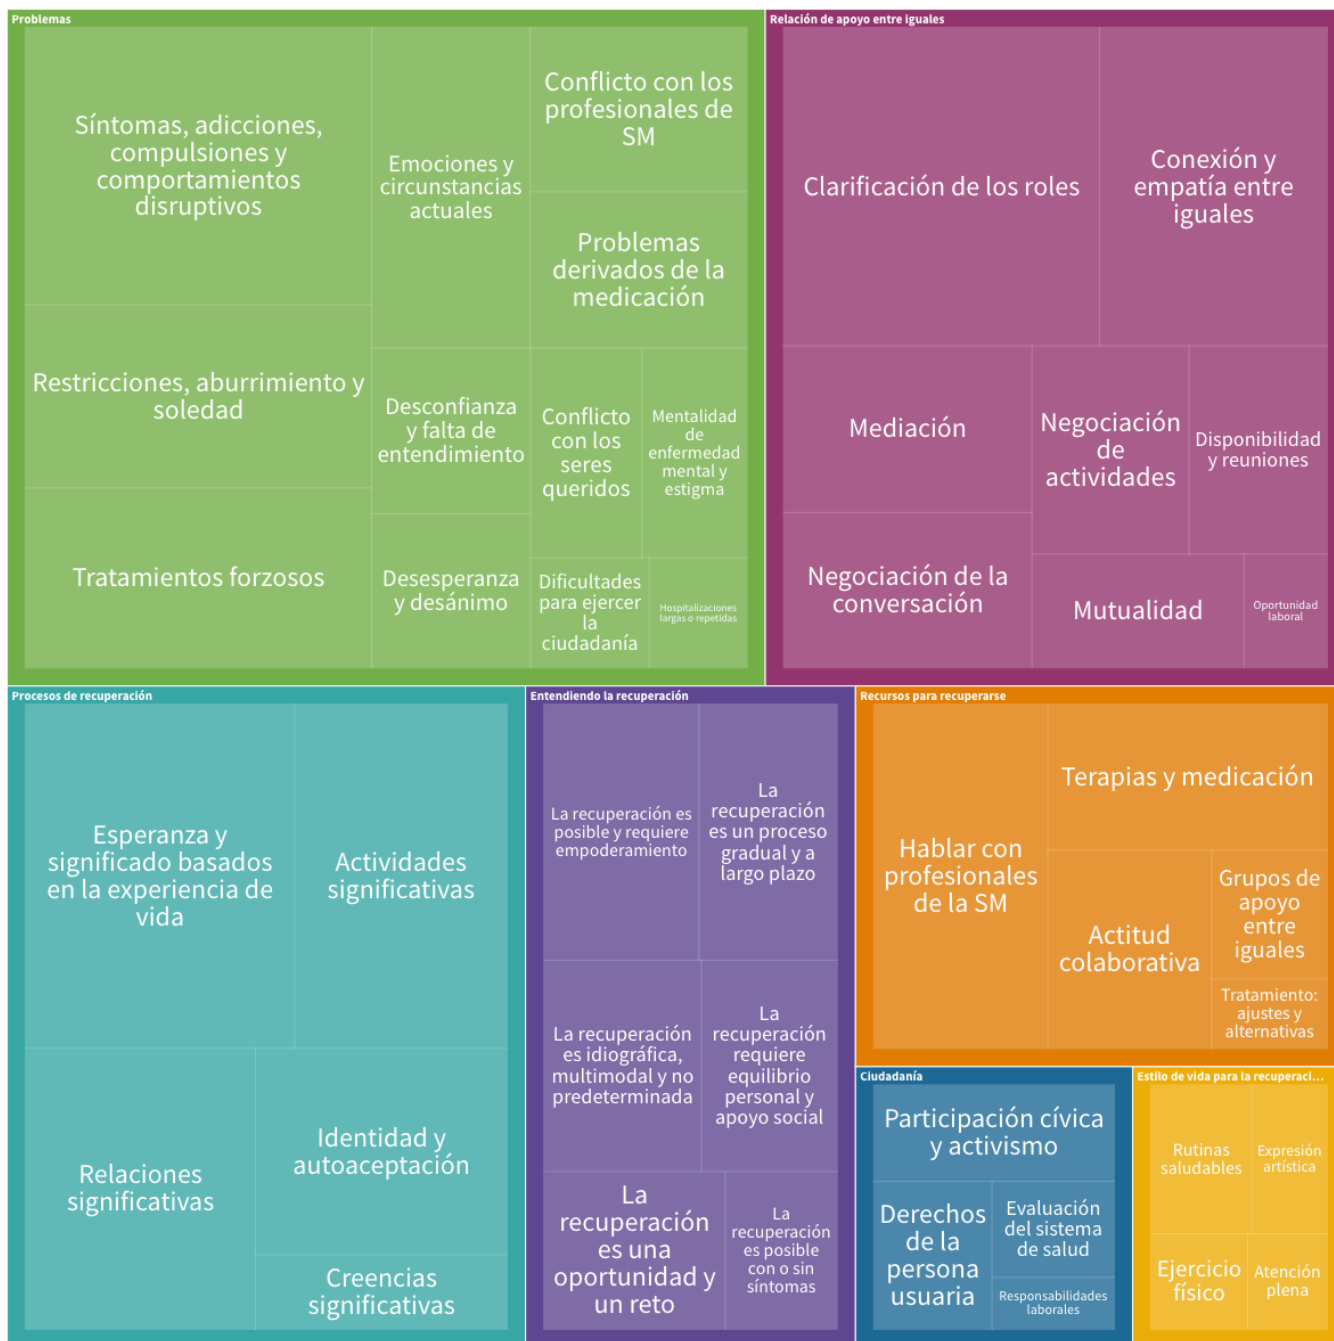 Problemas
Síntomas, adicciones,
compulsiones y
comportamientos
disruptivos
Restricciones, aburrimiento y
soledad
Tratamientos forzosos
Emociones y
circunstancias
actuales
Desconfianza
y falta de
entendimiento
Desesperanza
y desánimo
Conflicto con los
profesionales de
SM
Problemas
derivados de la
medicación
Conflicto
con los
seres
queridos
Mentalidad
de
enfermedad
mental y
estigma
Dificultades
para ejercer
la
ciudadanía
Hospitalizaciones
largas o repetidas
Relación de apoyo entre iguales
Clarificación de los roles
Conexión y
empatía entre
iguales
Mediación
Negociación de la
conversación
Negociación
de
actividades
Disponibilidad
y reuniones
Mutualidad
Oportunidad
laboral
Procesos de recuperación
Esperanza y
significado basados
en la experiencia de
vida
Actividades
significativas
Relaciones
significativas
Identidad y
autoaceptación
Creencias
significativas
Entendiendo la recuperación
La recuperación es
posible y requiere
empoderamiento
La
recuperación
es un proceso
gradual y a
largo plazo
La recuperación
es idiográfica,
multimodal y no
predeterminada
La
recuperación
requiere
equilibrio
personal y
apoyo social
La
recuperación
es una
oportunidad y
un reto
La
recuperación
es posible
con o sin
síntomas
Recursos para recuperarse
Hablar con
profesionales
de la SM
Terapias y medicación
Actitud
colaborativa
Grupos de
apoyo
entre
iguales
Tratamiento:
ajustes y
alternativas
Ciudadanía
Participación cívica
y activismo
Derechos
de la
persona
usuaria
Evaluación
del sistema
de salud
Responsabilidades
laborales
Estilo de vida para la recuperaci...
Rutinas
saludables
Expresión
artística
Ejercicio
físico
Atención
plena